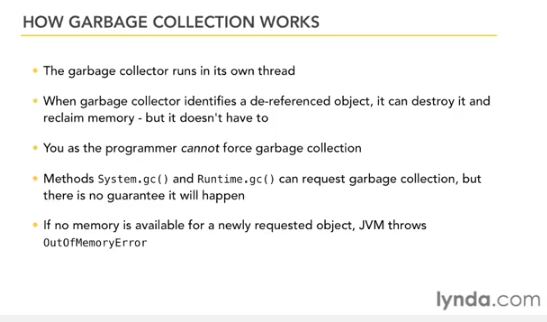 HOW GARBAGE COLLECTION WORKS
• The garbage collector runs in its own thread
• When garbage collector identifies a de-referenced object, it can destroy it and
reclaim memory - but it doesn't have to
• You as the programmer cannot force garbage collection
• Methods System.gc() and Runtime.gc() can request garbage collection, but
there is no guarantee it will happen
• If no memory is available for a newly requested object, JVM throws
OutOfMemoryError
lynda.com